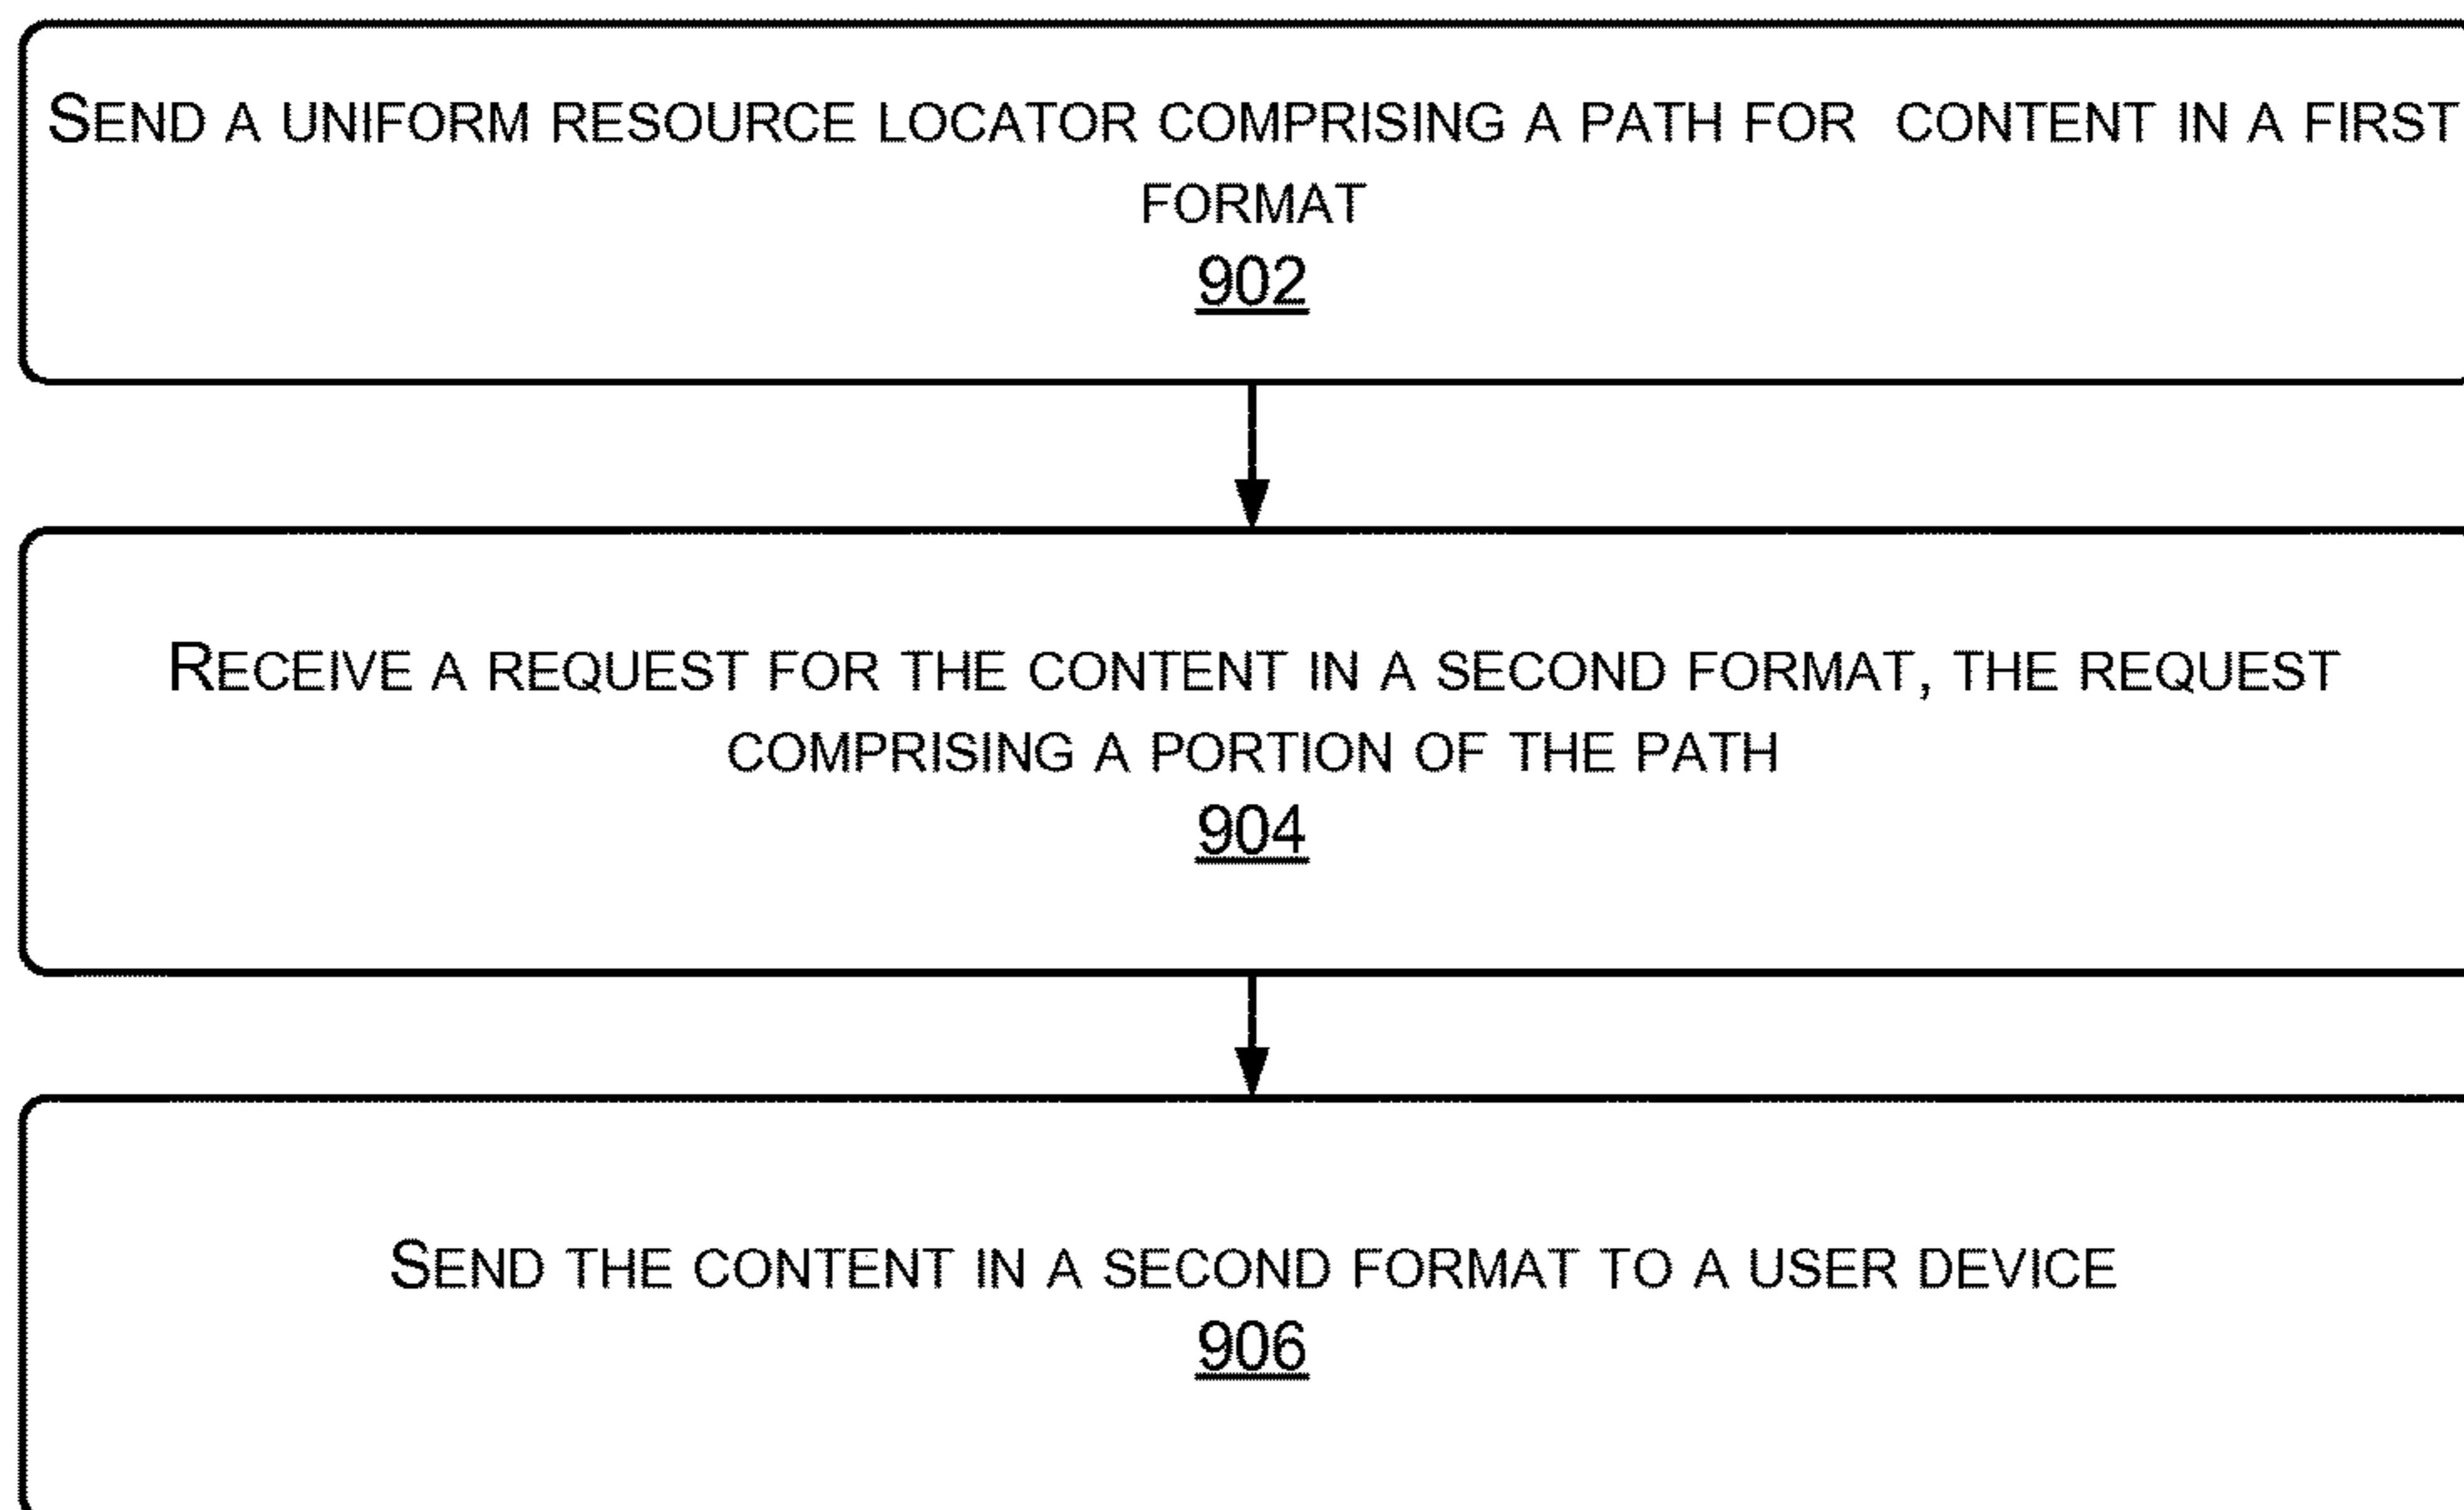 SEND A UNIFORM RESOURCE LOCATOR COMPRISING A PATH FOR CONTENT IN A FIRST
FORMAT
902
RECEIVE A REQUEST FOR THE CONTENT IN A SECOND FORMAT, THE REQUEST
COMPRISING A PORTION OF THE PATH
904
SEND THE CONTENT IN A SECOND FORMAT TO A USER DEVICE
906